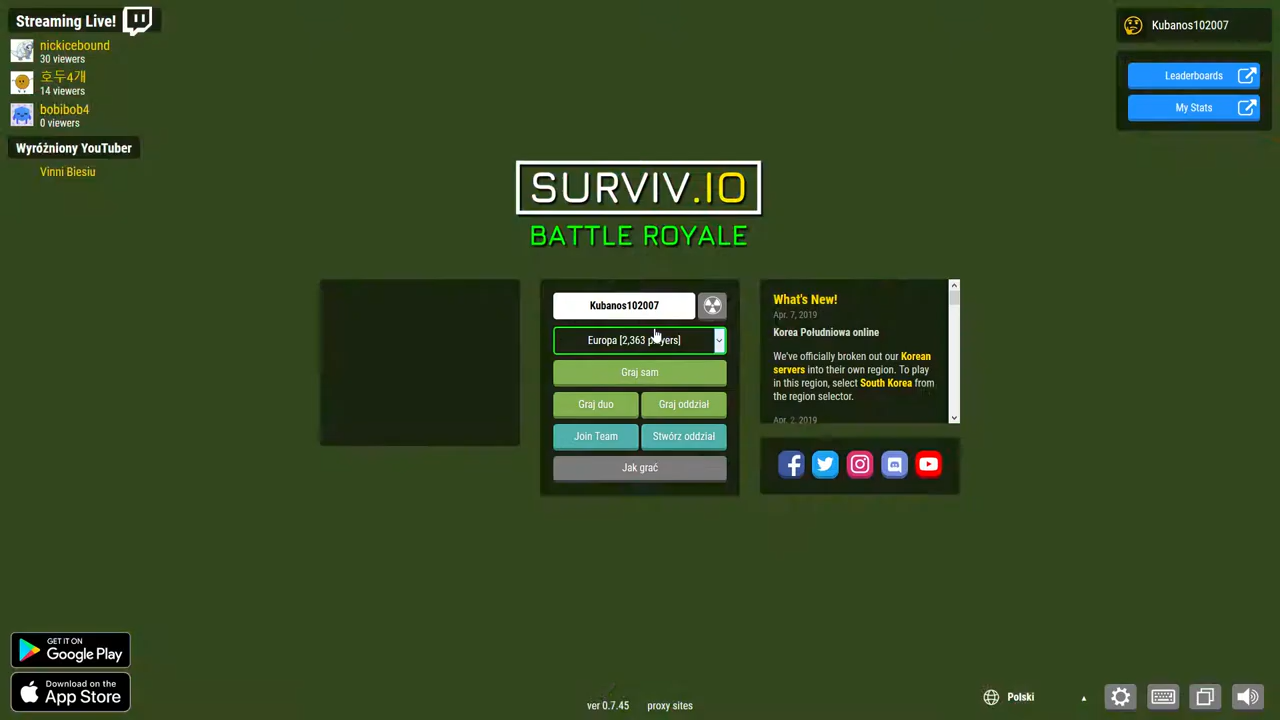 Streaming Live!
nickicebound
30 viewers
호두4개
14 viewers
bobibob4
0 viewers
Wyróżniony YouTuber
Vinni Biesiu
Kubanos102007
Leaderboards
My Stats
SURVIV.IO
BATTLE ROYALE
Kubanos102007
Europa [2,363 players]
Graj sam
Graj duo
Graj oddział
Join Team
Stwórz oddział
Jak grać
What's New!
Apr. 7, 2019
Korea Południowa online
We've officially broken out our Korean
servers into their own region. To play
in this region, select South Korea from
the region selector.
Apr. 2, 2019
GET IT ON
Google Play
Download on the
App Store
ver 0.7.45
proxy sites
Polski